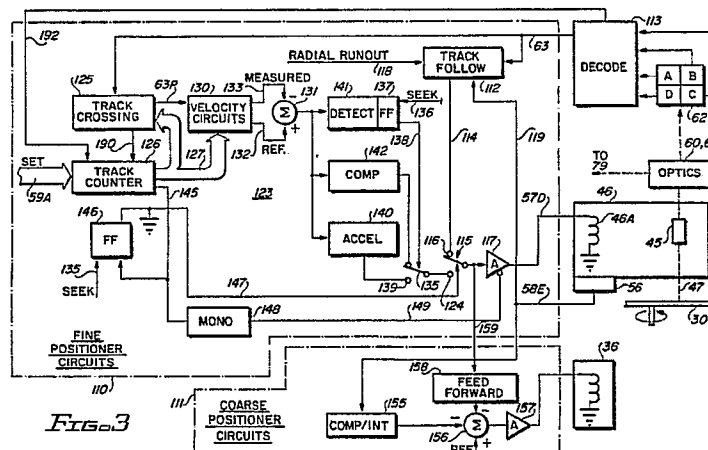 192
113
125
63P
130
133
MEASURED
RADIAL RUNOUT
118
TRACK
FOLLOW
63
DECODE
TRACK
CROSSING
VELOCITY
CIRCUITS
Σ
131
141
137
DETECT
FF
SEEK
136
112
A
B
D
C
62
190
126
127
132
REF.
138
114
119
SET
59A
TRACK
COUNTER
145
123
142
COMP
TO
79
60,6
OPTICS
146
FF
140
ACCEL
57D
46
46A
45
116
115
117
A
135
SEEK
147
139
135
124
58E
56
47
30
MONO
148
149
159
FINE
POSITIONER
CIRCUITS
110
111
158
FEED
FORWARD
36
FIG. 3
COARSE
POSITIONER
CIRCUITS
COMP/INT
155
Σ
156
A
157
REF